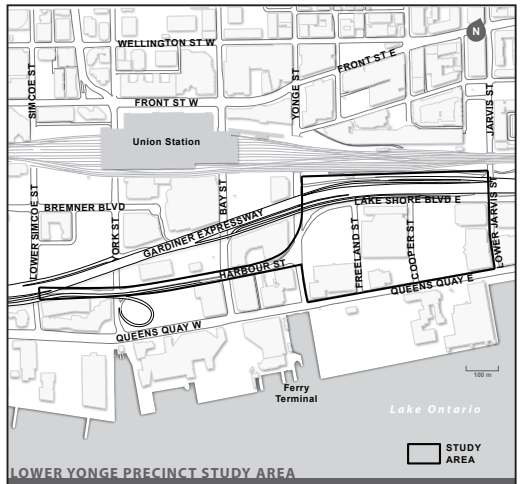 N
WELLINGTON ST W
FRONT ST E
SIMCOE ST
YONGE ST
JARVIS ST
FRONT ST W
Union Station
LOWER SIMCOE ST
BREMNER BLVD
YORK ST
BAY ST
GARDINER EXPRESSWAY
LAKE SHORE BLVD E
FREELAND ST
COOPER ST
LOWER JARVIS ST
HARBOUR ST
QUEENS QUAY E
QUEENS QUAY W
100 m
Ferry
Terminal
Lake Ontario
STUDY
AREA
LOWER YONGE PRECINCT STUDY AREA